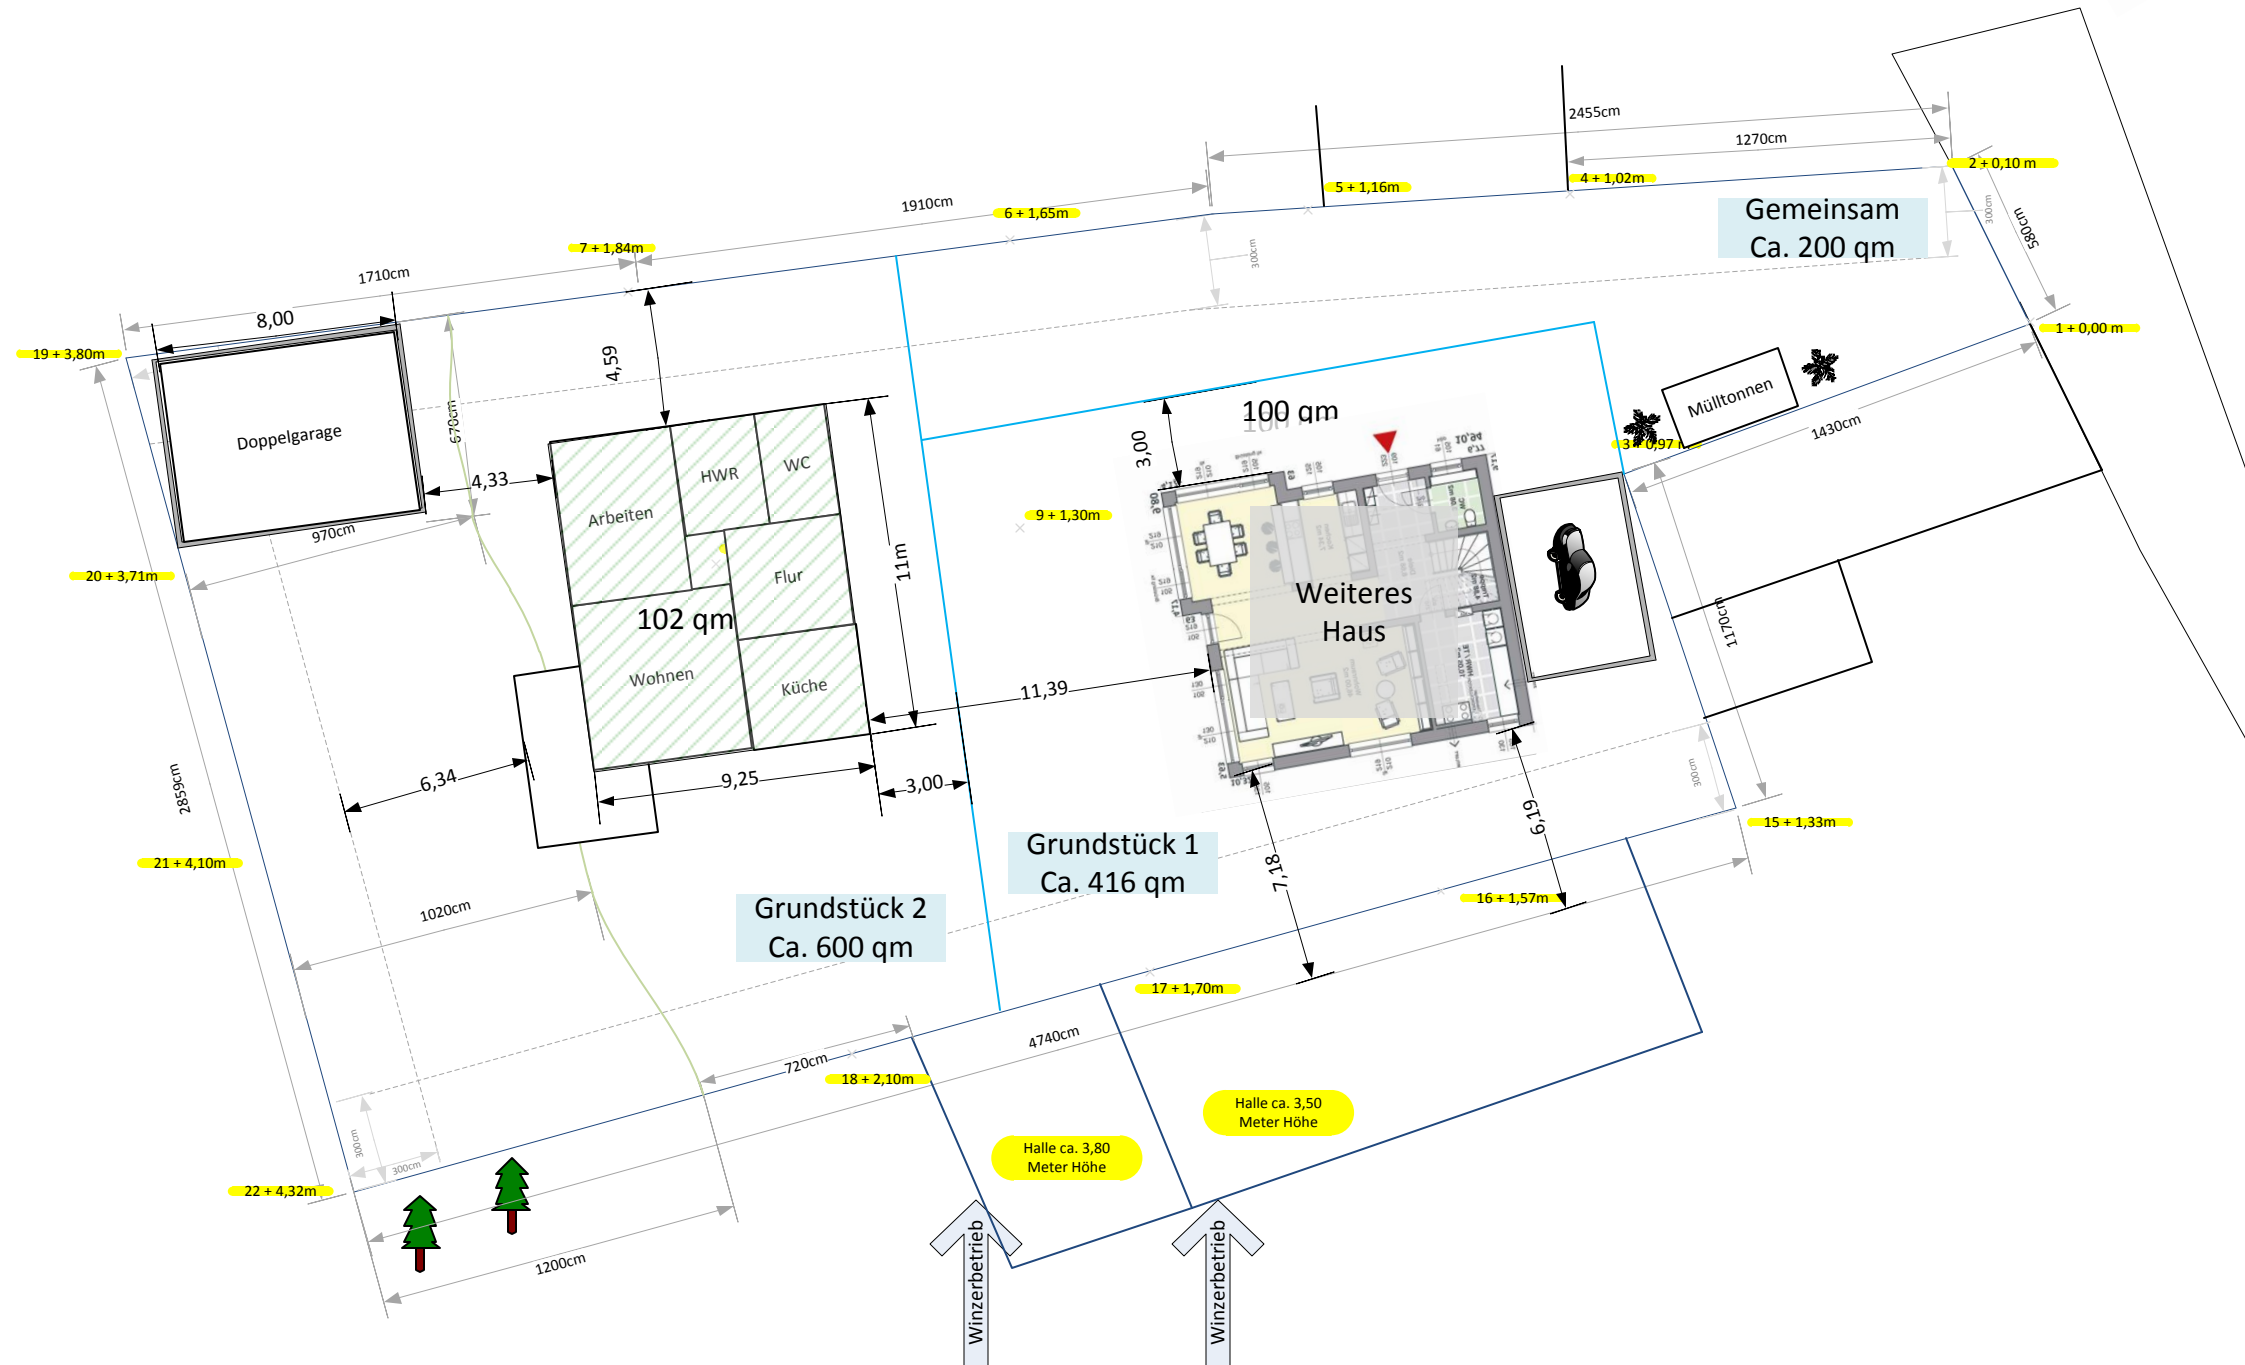 2455cm
1270cm
2 + 0,10 m
4 + 1,02m
5 + 1,16m
1910cm
6 + 1,65m
Gemeinsam
Ca. 200 qm
300cm
580cm
7 + 1,84m
1710cm
300cm
8,00
1 + 0,00 m
19 + 3,80m
4,59
Mülltonnen
670cm
100 qm
1430cm
Doppelgarage
3,00
3 + 0,97 m
HWR
WC
4,33
Arbeiten
9 + 1,30m
970cm
20 + 3,71m
11m
Flur
Weiteres
Haus
102 qm
1170cm
Wohnen
Küche
11,39
6,34
9,25
3,00
300cm
2859cm
6,19
15 + 1,33m
Grundstück 1
Ca. 416 qm
7,18
21 + 4,10m
16 + 1,57m
1020cm
Grundstück 2
Ca. 600 qm
17 + 1,70m
4740cm
720cm
18 + 2,10m
Halle ca. 3,50
Meter Höhe
300cm
300cm
Halle ca. 3,80
Meter Höhe
22 + 4,32m
1200cm
Winzerbetrieb
Winzerbetrieb